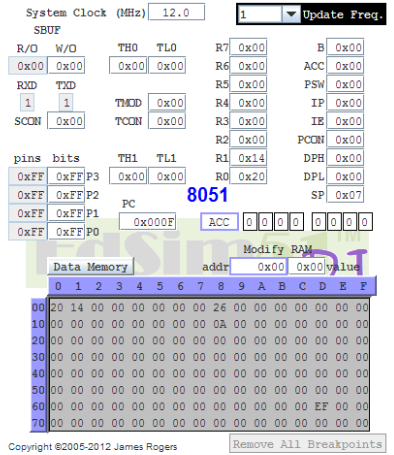 System Clock (MHz) 12.0 1 Update Freq.
SBUF
R/O W/O TH0 TL0 R7 0x00 B 0x00
0x00 0x00 0x00 0x00 R6 0x00 ACC 0x00
RXD TXD R5 0x00 PSW 0x00
1 1 TMOD 0x00 R4 0x00 IP 0x00
SCON 0x00 TCON 0x00 R3 0x00 IE 0x00
R2 0x00 PCON 0x00
pins bits TH1 TL1 R1 0x14 DPH 0x00
0xFF 0xFF P3 0x00 0x00 R0 0x20 DPL 0x00
0xFF 0xFF P2 PC 8051 SP 0x07
0xFF 0xFF P1 0x000F ACC 0 0 0 0 0 0 0 0
0xFF 0xFF P0
EdSim51 DI
Modify RAM
Data Memory addr 0x00 0x00 value
0 1 2 3 4 5 6 7 8 9 A B C D E F
00 20 14 00 00 00 00 00 00 26 00 00 00 00 00 00 00
10 00 00 00 00 00 00 00 00 0A 00 00 00 00 00 00 00
20 00 00 00 00 00 00 00 00 00 00 00 00 00 00 00 00
30 00 00 00 00 00 00 00 00 00 00 00 00 00 00 00 00
40 00 00 00 00 00 00 00 00 00 00 00 00 00 00 00 00
50 00 00 00 00 00 00 00 00 00 00 00 00 00 00 00 00
60 00 00 00 00 00 00 00 00 00 00 00 00 00 EF 00 00
70 00 00 00 00 00 00 00 00 00 00 00 00 00 00 00 00
Copyright ©2005-2012 James Rogers Remove All Breakpoints